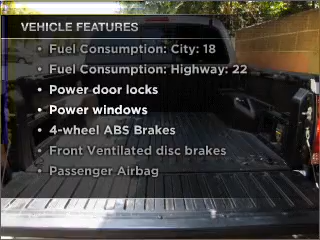 VEHICLE FEATURES
• Fuel Consumption: City: 18
• Fuel Consumption: Highway: 22
• Power door locks
• Power windows
• 4-wheel ABS Brakes
• Front Ventilated disc brakes
• Passenger Airbag